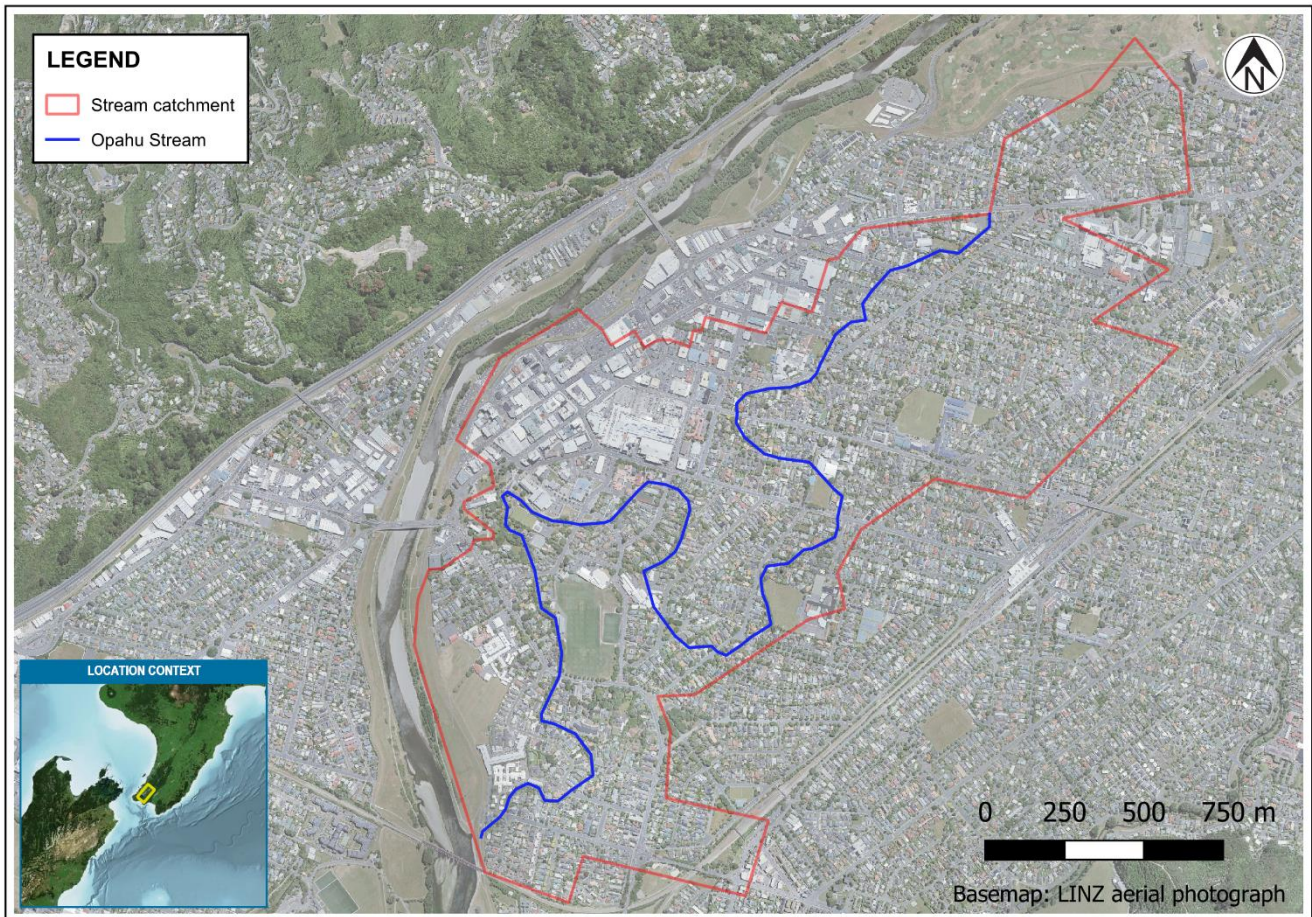 LEGEND
Stream catchment
Opahu Stream
N
LOCATION CONTEXT
0 250 500 750 m
Basemap: LINZ aerial photograph